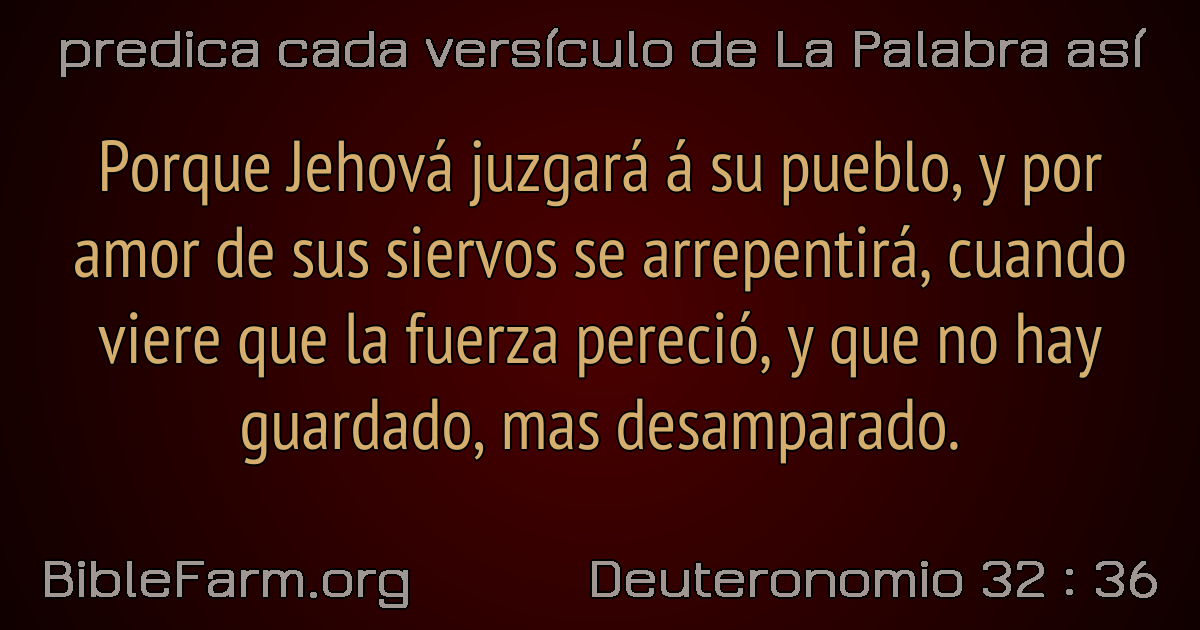 predica cada versículo de La Palabra así
Porque Jehová juzgará á su pueblo, y por
amor de sus siervos se arrepentirá, cuando
viere que la fuerza pereció, y que no hay
guardado, mas desamparado.
BibleFarm.org
Deuteronomio 32 : 36